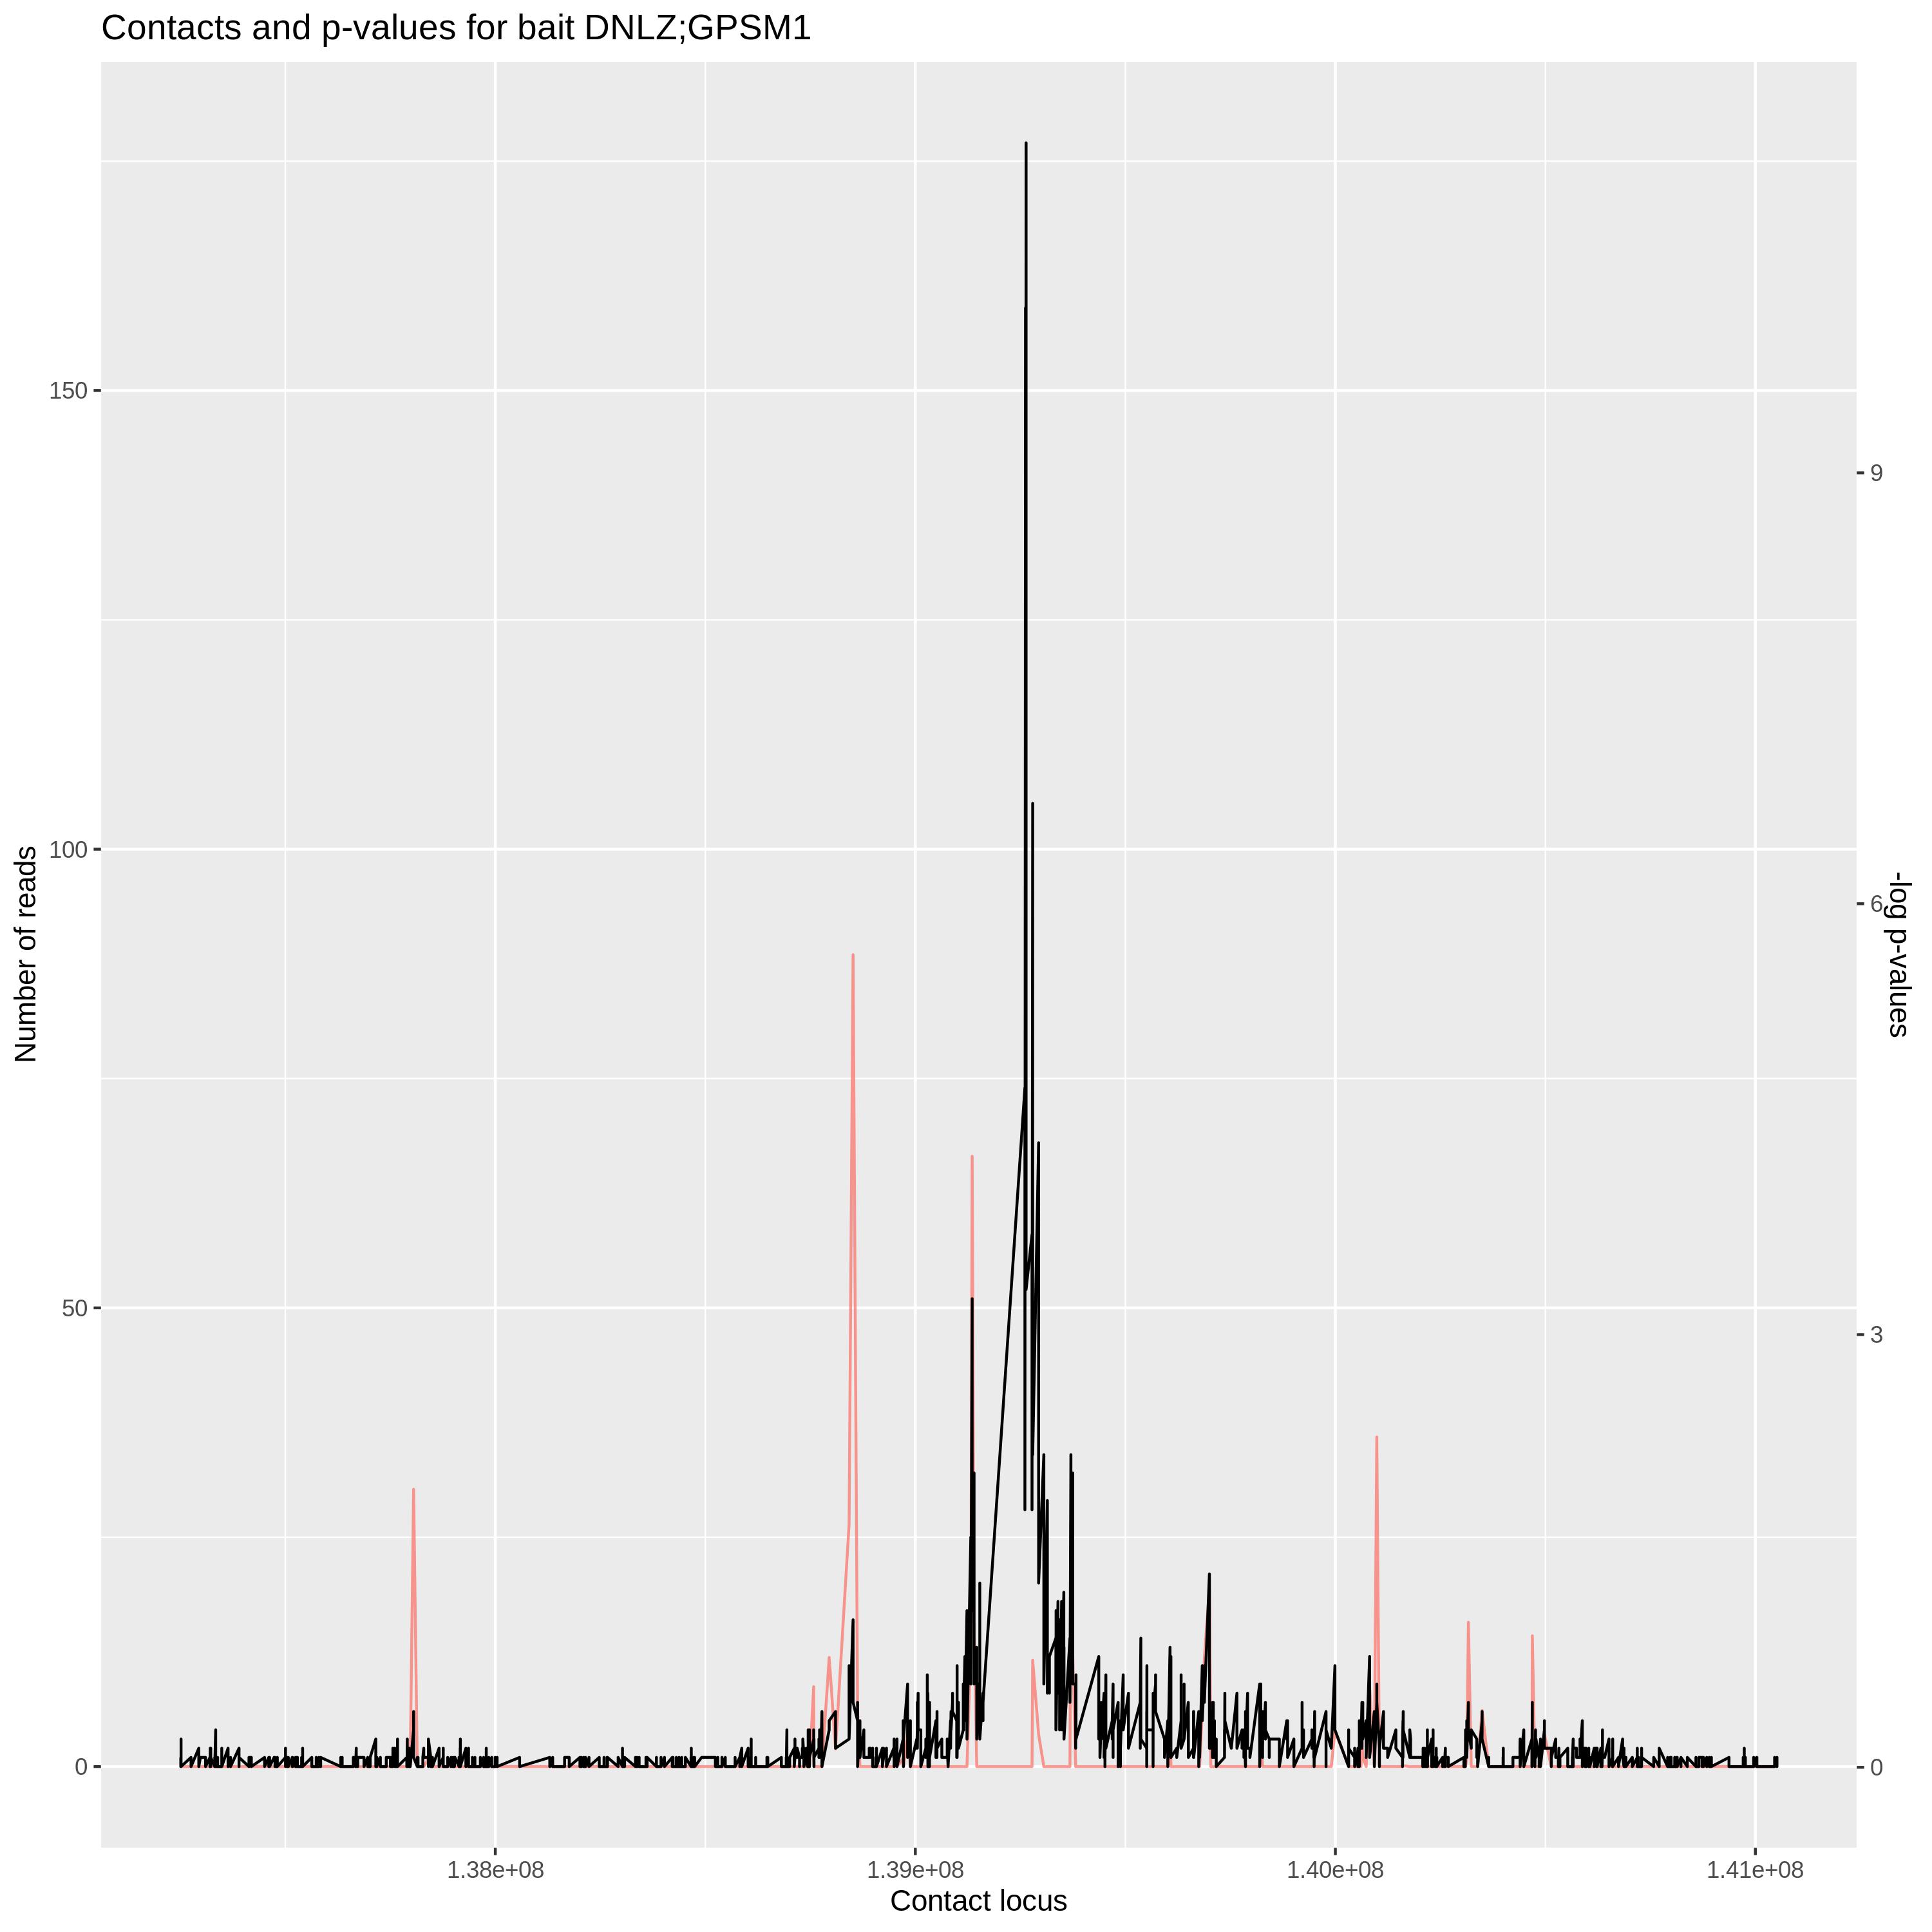 Contacts and p-values for bait DNLZ;GPSM1
Number of reads
150
100
50
0
9
6
3
0
-log p-values
1.38e+08
1.39e+08
1.40e+08
1.41e+08
Contact locus